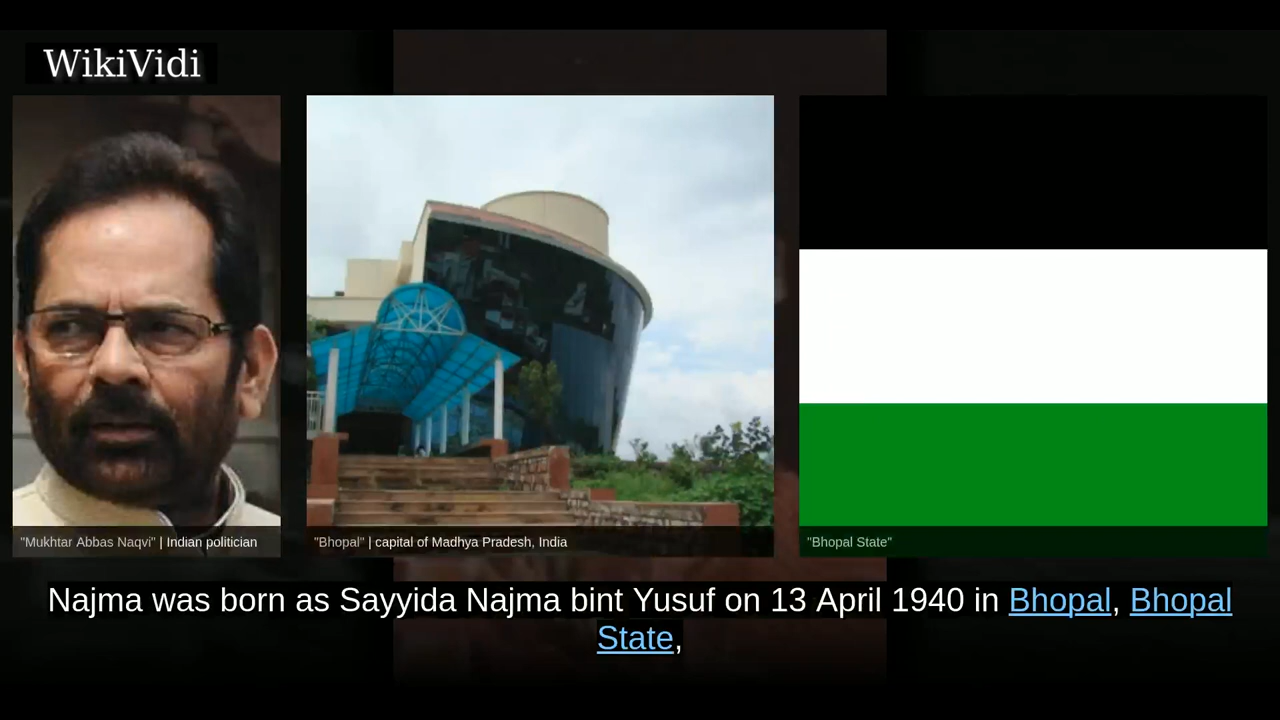 WikiVidi
"Mukhtar Abbas Naqvi" | Indian politician
"Bhopal" | capital of Madhya Pradesh, India
"Bhopal State"
Najma was born as Sayyida Najma bint Yusuf on 13 April 1940 in Bhopal, Bhopal
State,